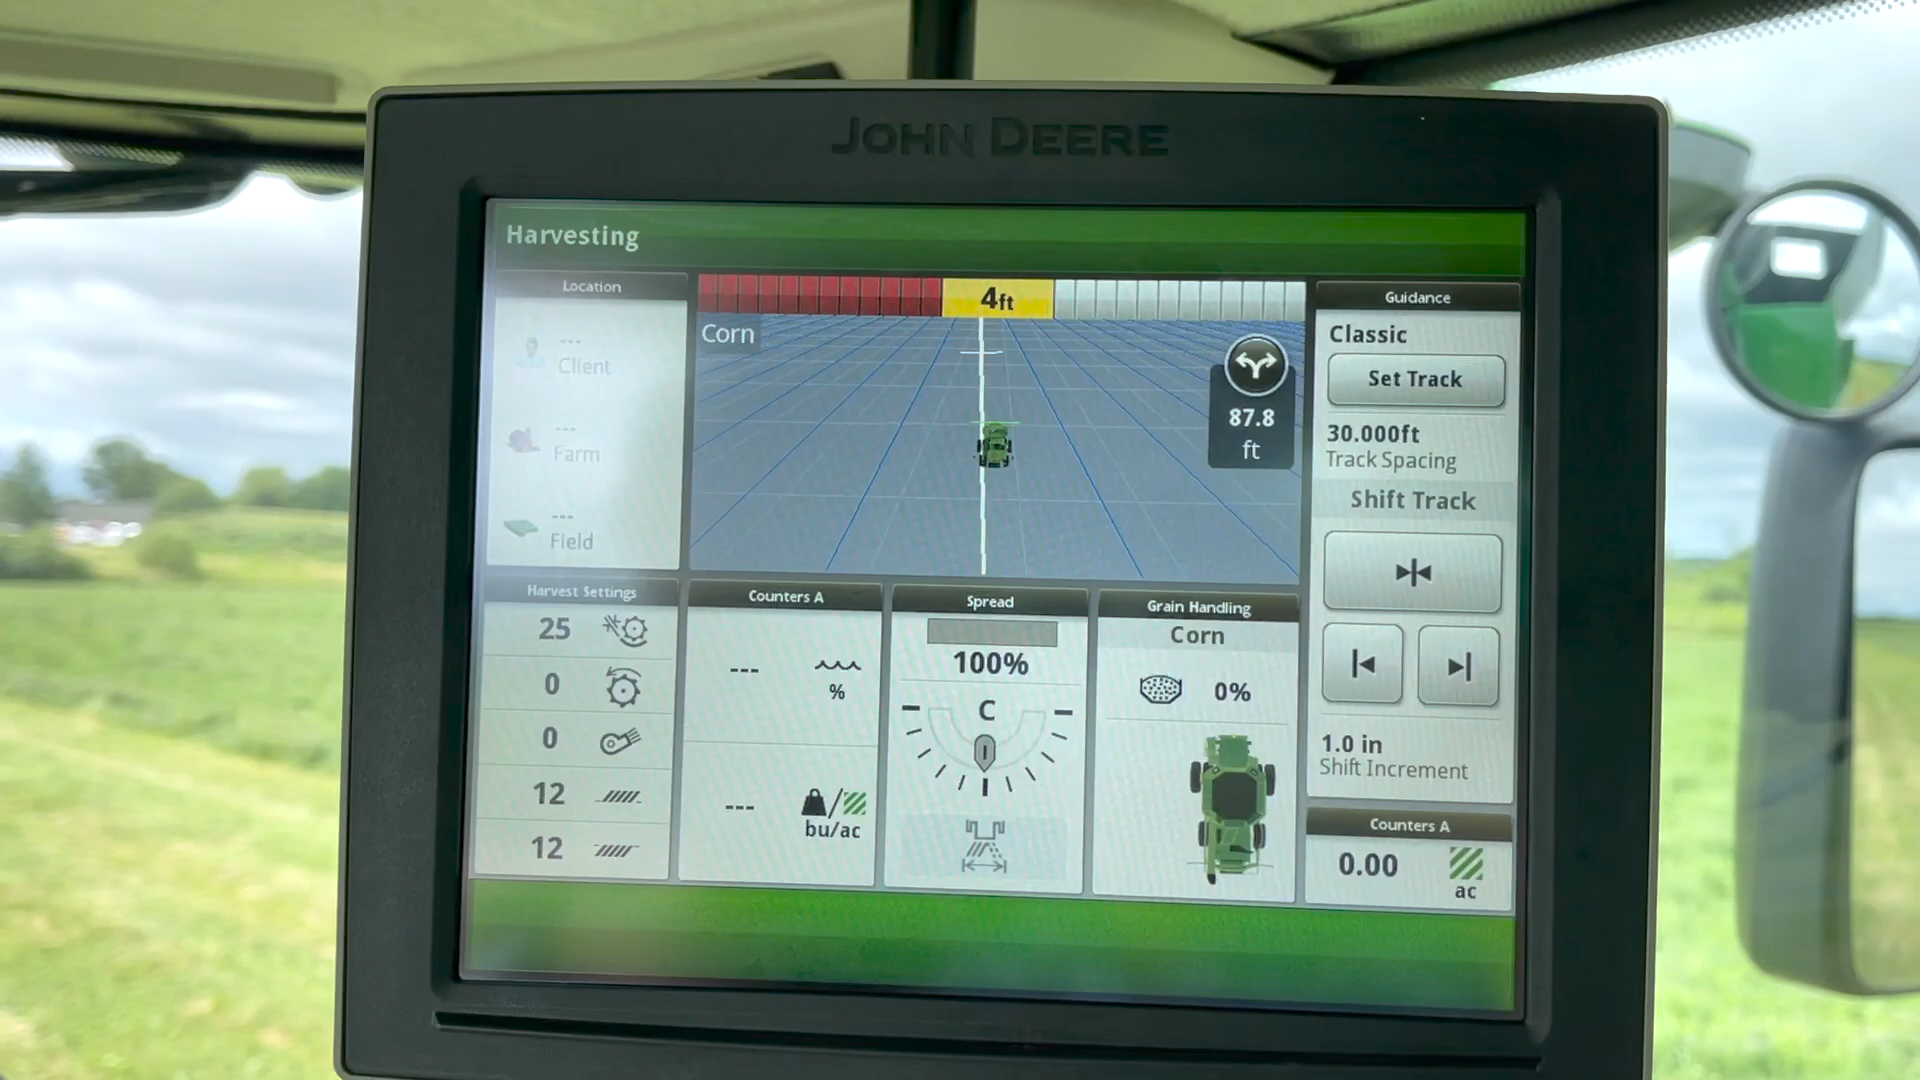 JOHN DEERE
Harvesting
Location
---
Client
---
Farm
---
Field
4ft
Corn
87.8
ft
Guidance
Classic
Set Track
30.000ft
Track Spacing
Shift Track
1.0 in
Shift Increment
Harvest Settings
25
0
0
12
12
Counters A
---
%
---
bu/ac
Spread
100%
C
Grain Handling
Corn
0%
Counters A
0.00
ac